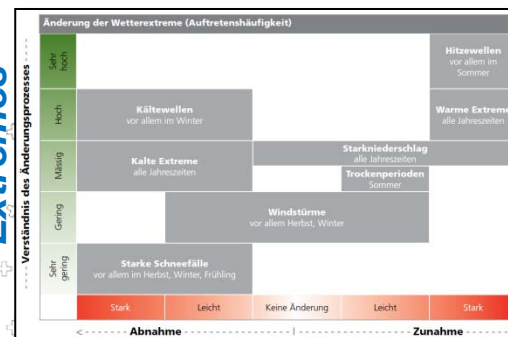 Änderung der Wetterextreme (Auftretenshäufigkeit)
Extremes
Verständnis des Änderungsprozesses
Sehr
hoch
Hitzewellen
vor allem im
Sommer
Hoch
Kältewellen
vor allem im Winter
Warme Extreme
alle Jahreszeiten
Mässig
Kalte Extreme
alle Jahreszeiten
Starkniederschlag
alle Jahreszeiten
Trockenperioden
Sommer
Gering
Windstürme
vor allem Herbst, Winter
Sehr
gering
Starke Schneefälle
vor allem im Herbst, Winter, Frühling
Stark
Leicht
Keine Änderung
Leicht
Stark
Abnahme
Zunahme